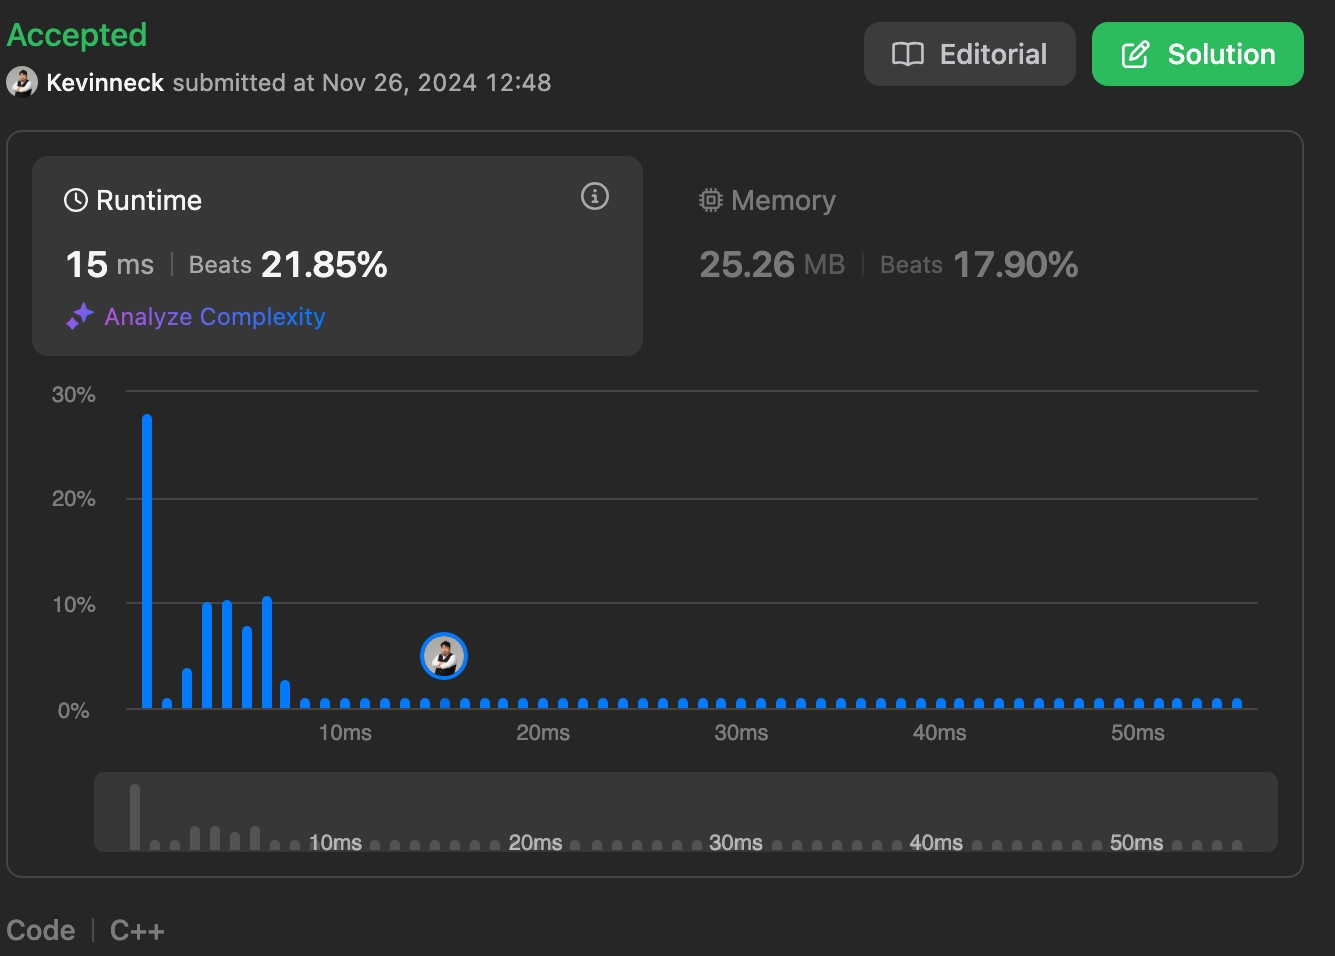 Accepted
Editorial
Solution
Kevinneck submitted at Nov 26, 2024 12:48
Runtime
Memory
15 ms | Beats 21.85%
25.26 MB | Beats 17.90%
Analyze Complexity
30%
20%
10%
0%
10ms 20ms 30ms 40ms 50ms
10ms 20ms 30ms 40ms 50ms
Code | C++